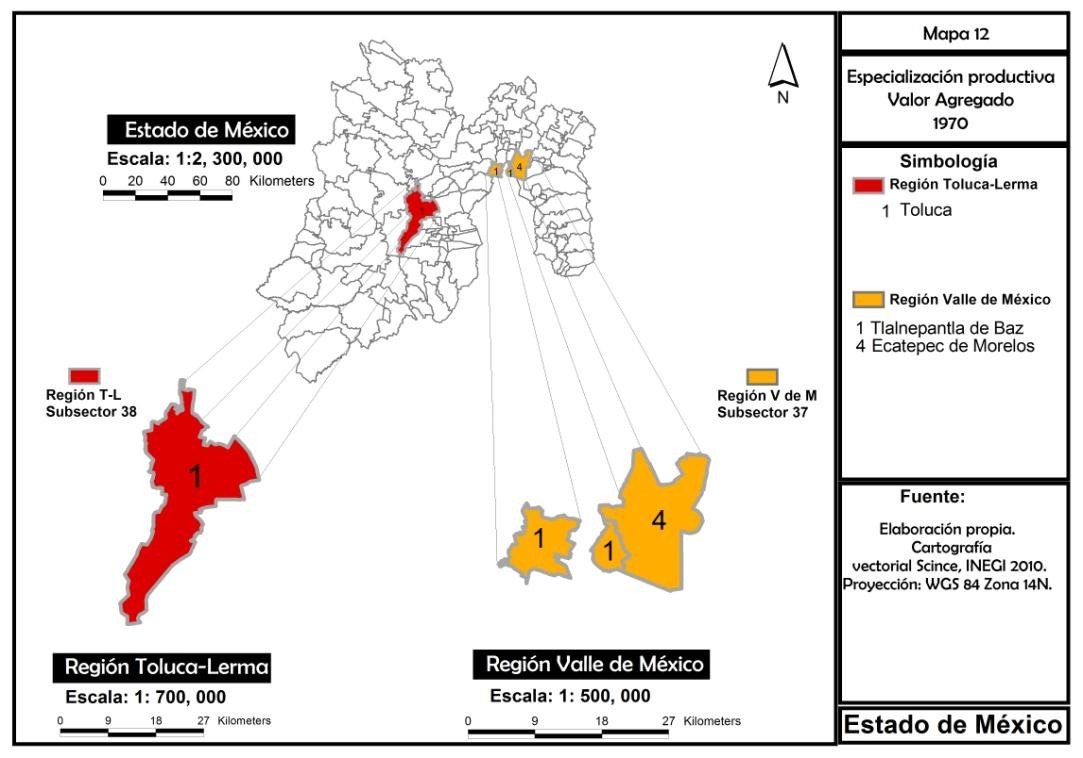 Mapa 12
Especialización productiva
Valor Agregado
1970
N
Estado de México
Escala: 1:2, 300, 000
0 20 40 60 80 Kilometers
1
1
4
Simbología
Región Toluca-Lerma
1 Toluca
Región Valle de México
1 Tlalnepantla de Baz
4 Ecatepec de Morelos
Región T-L
Subsector 38
Región V de M
Subsector 37
1
1
1
4
Fuente:
Elaboración propia.
Cartografía
vectorial Scince, INEGI 2010.
Proyección: WGS 84 Zona 14N.
Región Toluca-Lerma
Escala: 1: 700, 000
0 9 18 27 Kilometers
Región Valle de México
Escala: 1: 500, 000
0 9 18 27 Kilometers
Estado de México